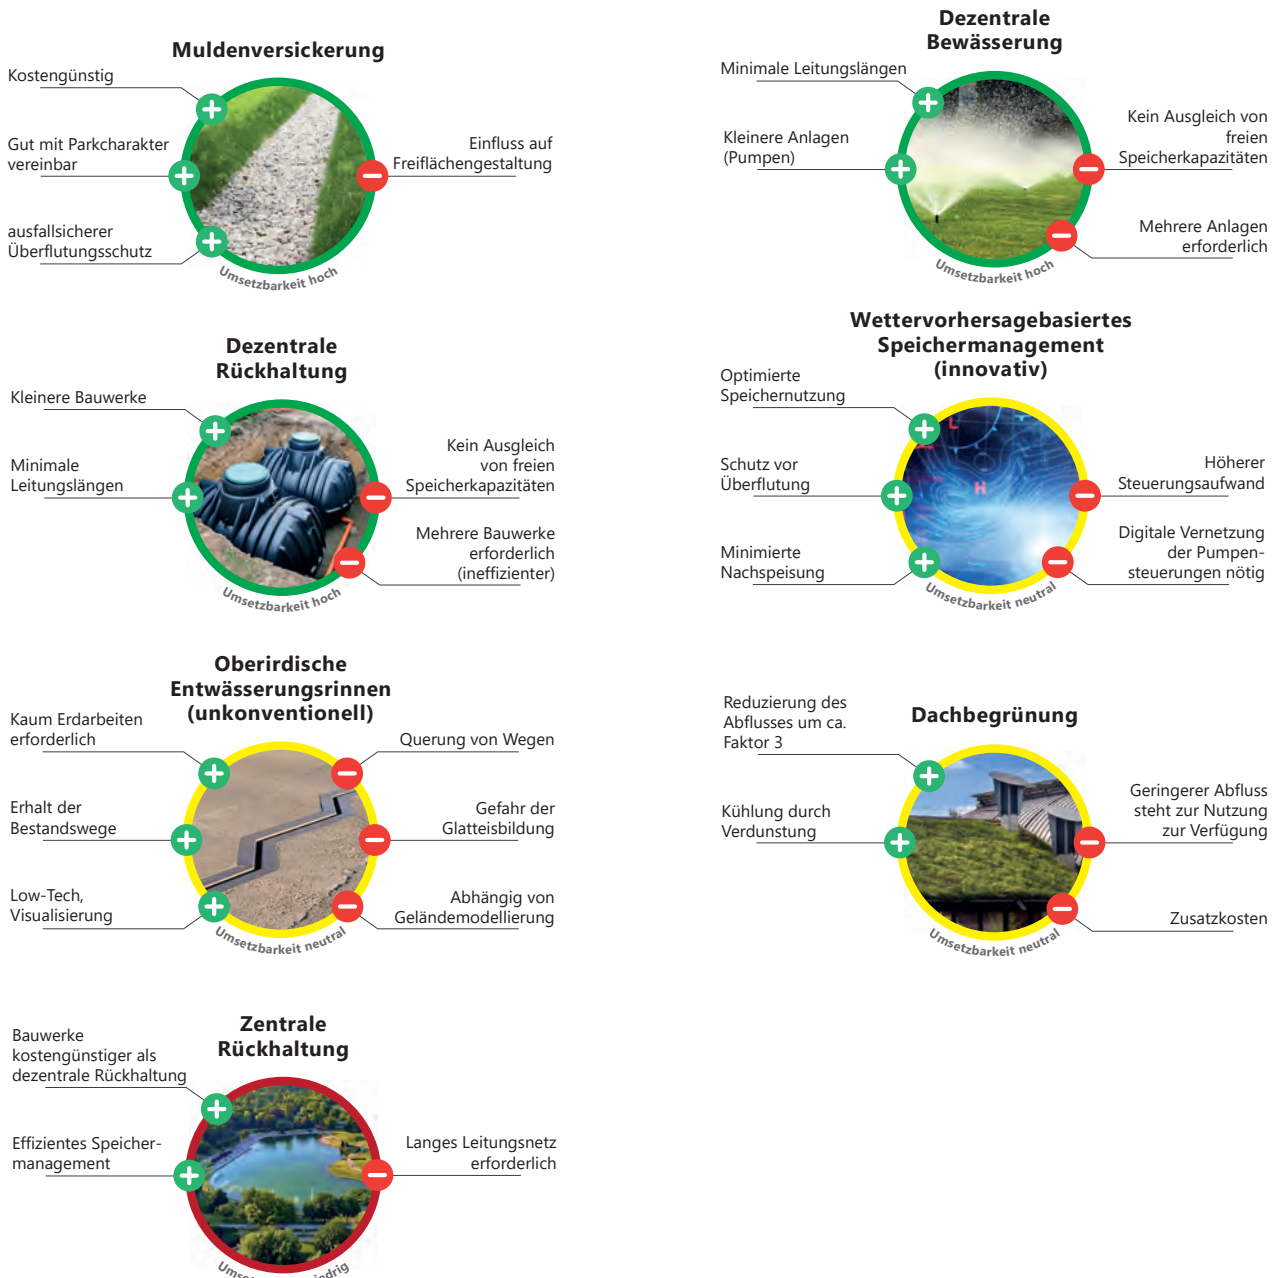 Muldenversickerung
Kostengünstig
Gut mit Parkcharakter
vereinbar
ausfallsicherer
Überflutungsschutz
Einfluss auf
Freiflächengestaltung
Umsetzbarkeit hoch
Dezentrale
Bewässerung
Minimale Leitungslängen
Kleinere Anlagen
(Pumpen)
Kein Ausgleich von
freien
Speicherkapazitäten
Mehrere Anlagen
erforderlich
Umsetzbarkeit hoch
Dezentrale
Rückhaltung
Kleinere Bauwerke
Minimale
Leitungslängen
Kein Ausgleich
von freien
Speicherkapazitäten
Mehrere Bauwerke
erforderlich
(ineffizienter)
Umsetzbarkeit hoch
Wettervorhersagebasiertes
Speichermanagement
(innovativ)
Optimierte
Speichernutzung
Schutz vor
Überflutung
Minimierte
Nachspeisung
L
H
Höherer
Steuerungsaufwand
Digitale Vernetzung
der Pumpen-
steuerungen nötig
Umsetzbarkeit neutral
Oberirdische
Entwässerungsrinnen
(unkonventionell)
Kaum Erdarbeiten
erforderlich
Erhalt der
Bestandswege
Low-Tech,
Visualisierung
Querung von Wegen
Gefahr der
Glatteisbildung
Abhängig von
Geländemodellierung
Umsetzbarkeit neutral
Dachbegrünung
Reduzierung des
Abflusses um ca.
Faktor 3
Kühlung durch
Verdunstung
Geringerer Abfluss
steht zur Nutzung
zur Verfügung
Zusatzkosten
Umsetzbarkeit neutral
Zentrale
Rückhaltung
Bauwerke
kostengünstiger als
dezentrale Rückhaltung
Effizientes Speicher-
management
Langes Leitungsnetz
erforderlich